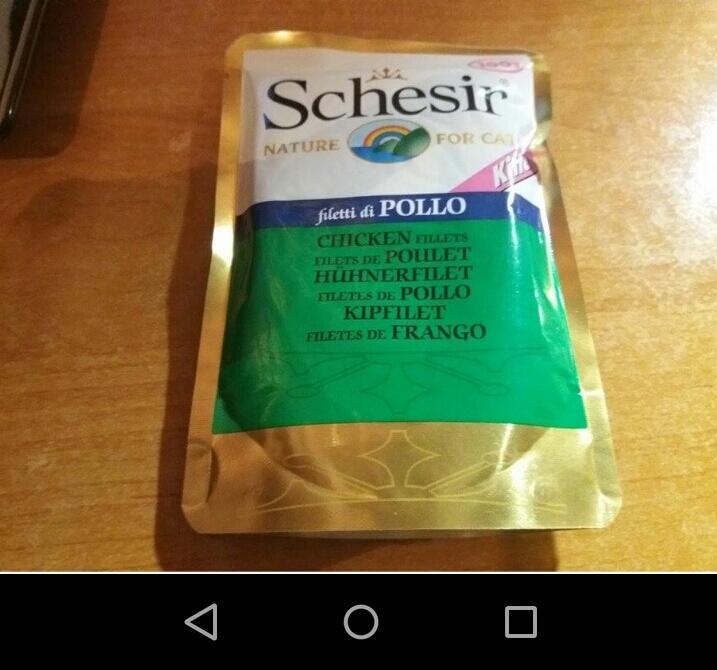 Schesir®
NATURE FOR CAT
filetti di POLLO
CHICKEN FILLETS
FILETS DE POULET
HÜHNERFILET
FILETES DE POLLO
KIPFILET
FILETES DE FRANGO